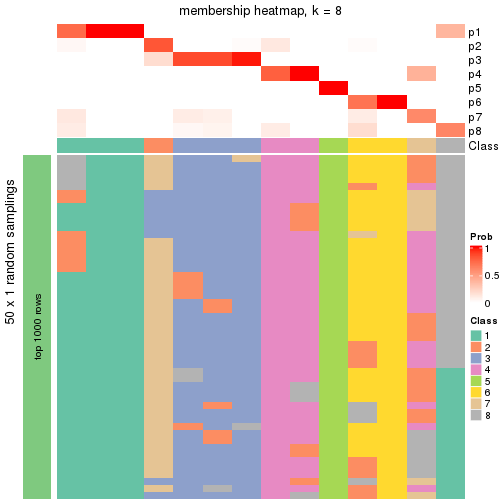 membership heatmap, k = 8
p1
p2
p3
p4
p5
p6
p7
p8
Class
50 x 1 random samplings
top 1000 rows
Prob
1
0.5
0
Class
1
2
3
4
5
6
7
8